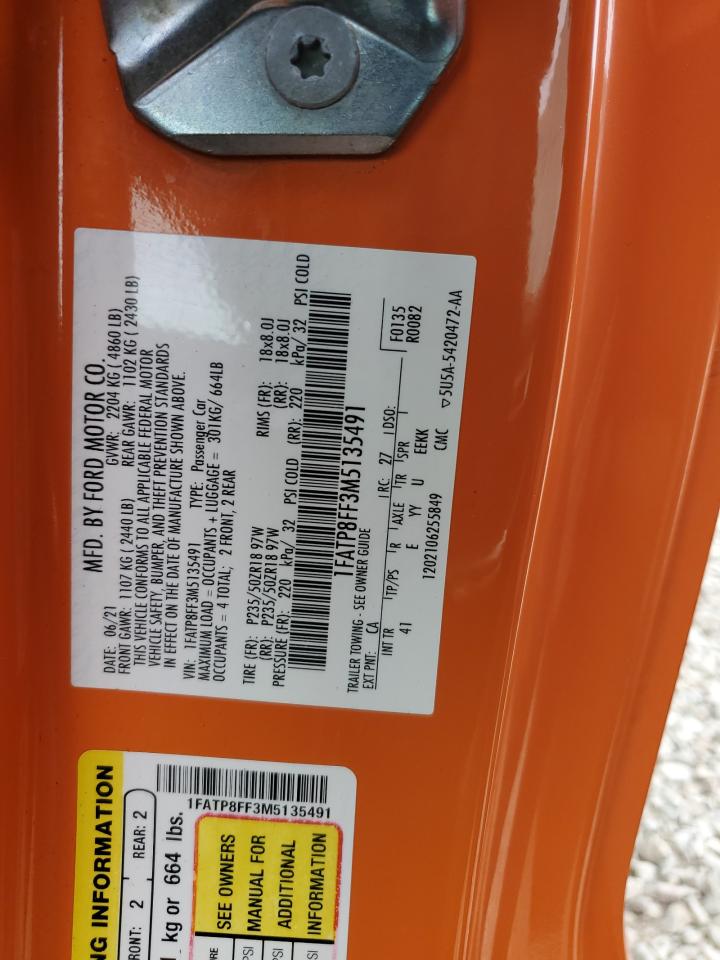 MFD. BY FORD MOTOR CO.
DATE: 06/21 GVWR: 2204 KG ( 4860 LB)
FRONT GAWR: 1107 KG ( 2440LB) REAR GAWR: 1102 KG ( 2430 LB)
THIS VEHICLE CONFORMS TO ALL APPLICABLE FEDERAL MOTOR
VEHICLE SAFETY, BUMPER, AND THEFT PREVENTION STANDARDS
IN EFFECT ON THE DATE OF MANUFACTURE SHOWN ABOVE.
VIN: 1FATP8FF3M5135491 TYPE: Passenger Car
MAXIMUM LOAD = OCCUPANTS + LUGGAGE = 301KG/ 664LB
OCCUPANTS = 4 TOTAL; 2 FRONT, 2 REAR
TIRE (FR): P235/50ZR18 97W RIMS (FR): 18x8.0J
(RR): P235/50ZR18 97W (RR): 18x8.0J
PRESSURE (FR): 220 kPa/ 32 PSI COLD (RR): 220 kPa/ 32 PSI COLD
1FATP8FF3M5135491
TRAILER TOWING - SEE OWNER GUIDE
EXT PNT: CA RC: 27 DSO: F0135
INT TR TP/PS R AXLE TR SPR R0082
41 E YY U EEKK
1202106255849 CMC ▽5U5A-5420472-AA
NG INFORMATION
FRONT: 2 REAR: 2
kg or 664 lbs.
1FATP8FF3M5135491
SEE OWNERS
MANUAL FOR
ADDITIONAL
INFORMATION
PSI
PSI